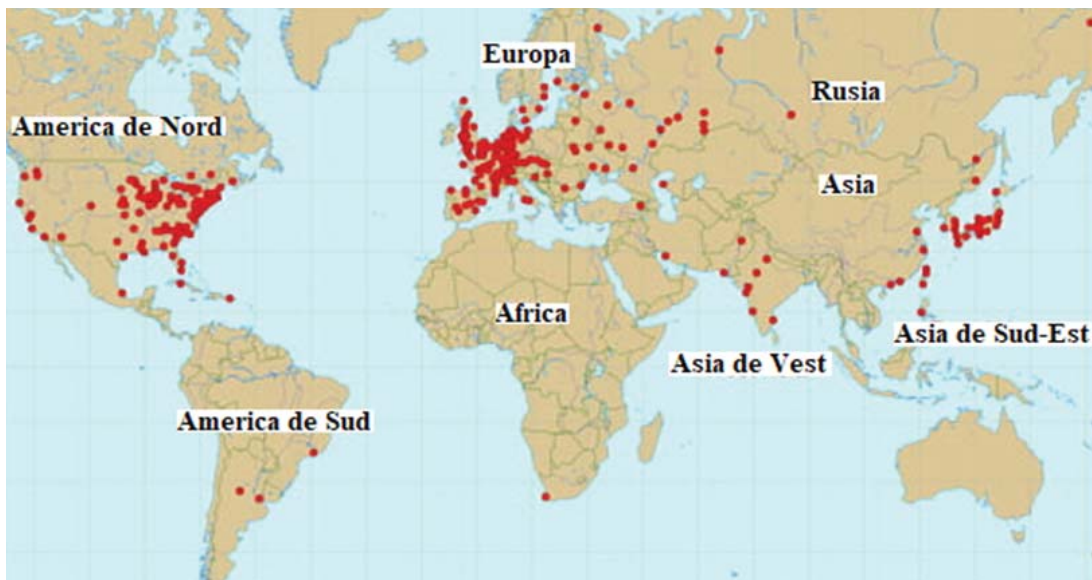 Europa
Rusia
America de Nord
Asia
Africa
Asia de Sud-Est
Asia de Vest
America de Sud